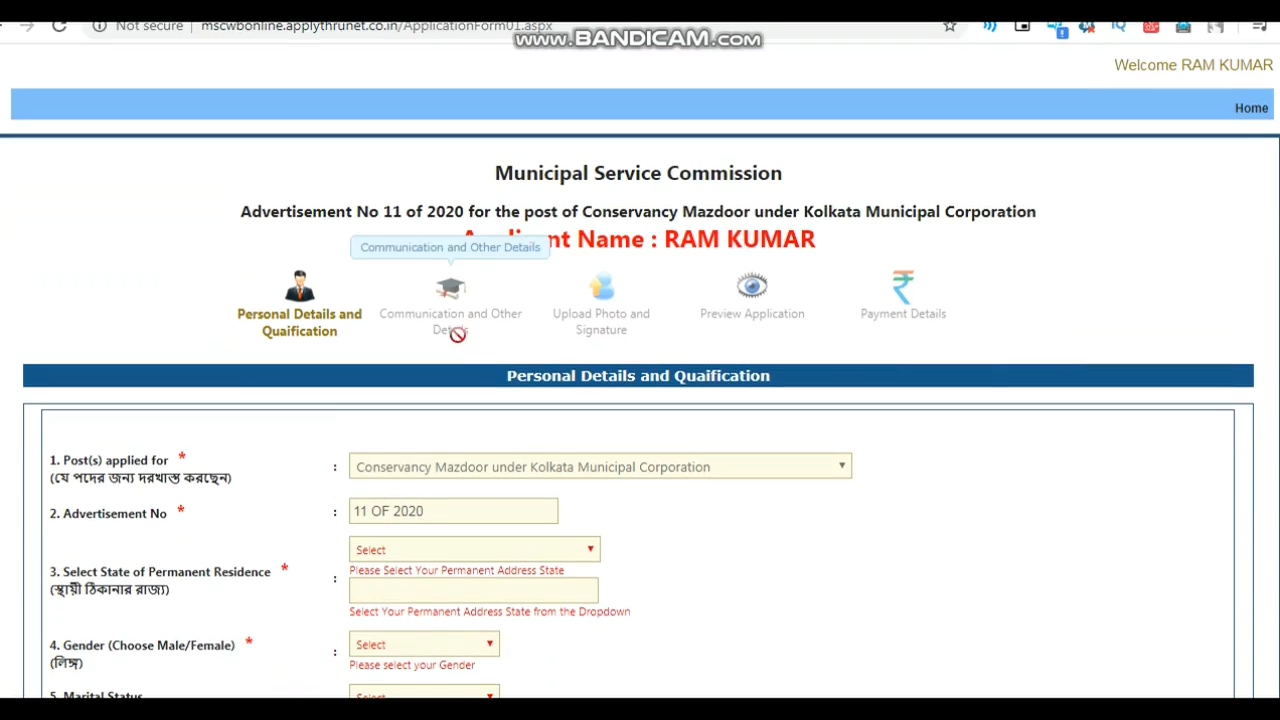 Not secure mscwbonline.applythrunet.co.in/ApplicationForm01.aspx
www.BANDICAM.com
Welcome RAM KUMAR
Home
Municipal Service Commission
Advertisement No 11 of 2020 for the post of Conservancy Mazdoor under Kolkata Municipal Corporation
Name : RAM KUMAR
Communication and Other Details
Personal Details and
Quaification
Communication and Other
Details
Upload Photo and
Signature
Preview Application
Payment Details
Personal Details and Quaification
1. Post(s) applied for *
(যে পদের জন্য দরখাস্ত করছেন)
: Conservancy Mazdoor under Kolkata Municipal Corporation
2. Advertisement No * : 11 OF 2020
Select
3. Select State of Permanent Residence * :
(স্থায়ী ঠিকানার রাজ্য)
Please Select Your Permanent Address State
Select Your Permanent Address State from the Dropdown
4. Gender (Choose Male/Female) * : Select
(লিঙ্গ)
Please select your Gender
5. Marital Status
Select